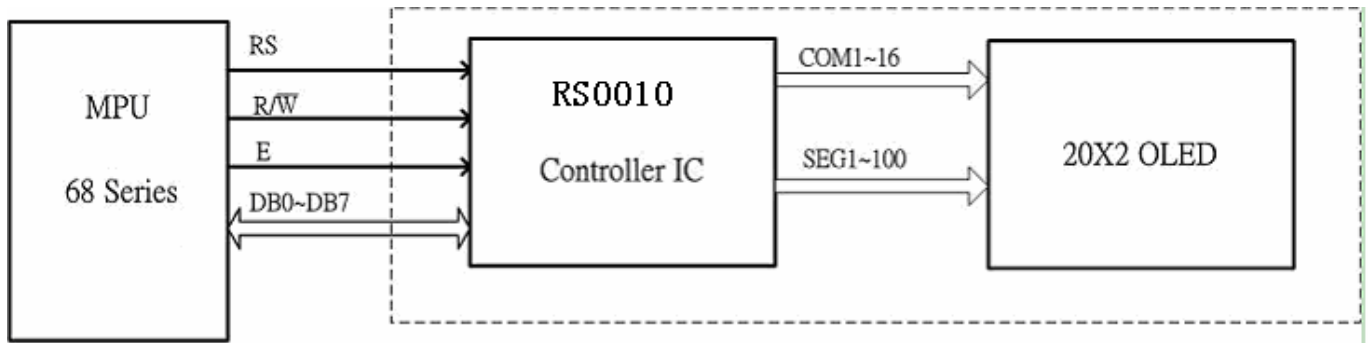 MPU
68 Series
RS
R/W̅
E
DB0~DB7
RS0010
Controller IC
COM1~16
SEG1~100
20X2 OLED